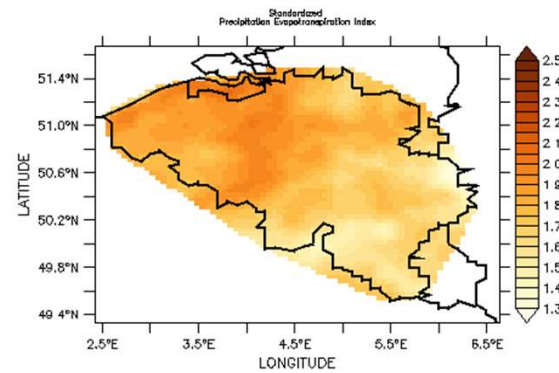 Standardized
Precipitation Evapotranspiration Index
51.4°N
51.0°N
50.6°N
50.2°N
49.8°N
49 4°N
LATITUDE
2.5°E 3.5°E 4.5°E 5.5°E 6.5°E
LONGITUDE
2.5
2 4
2 3
2 2
2.1
2 0
1.9
1.8
1.7
1.6
1.5
1.4
1.3